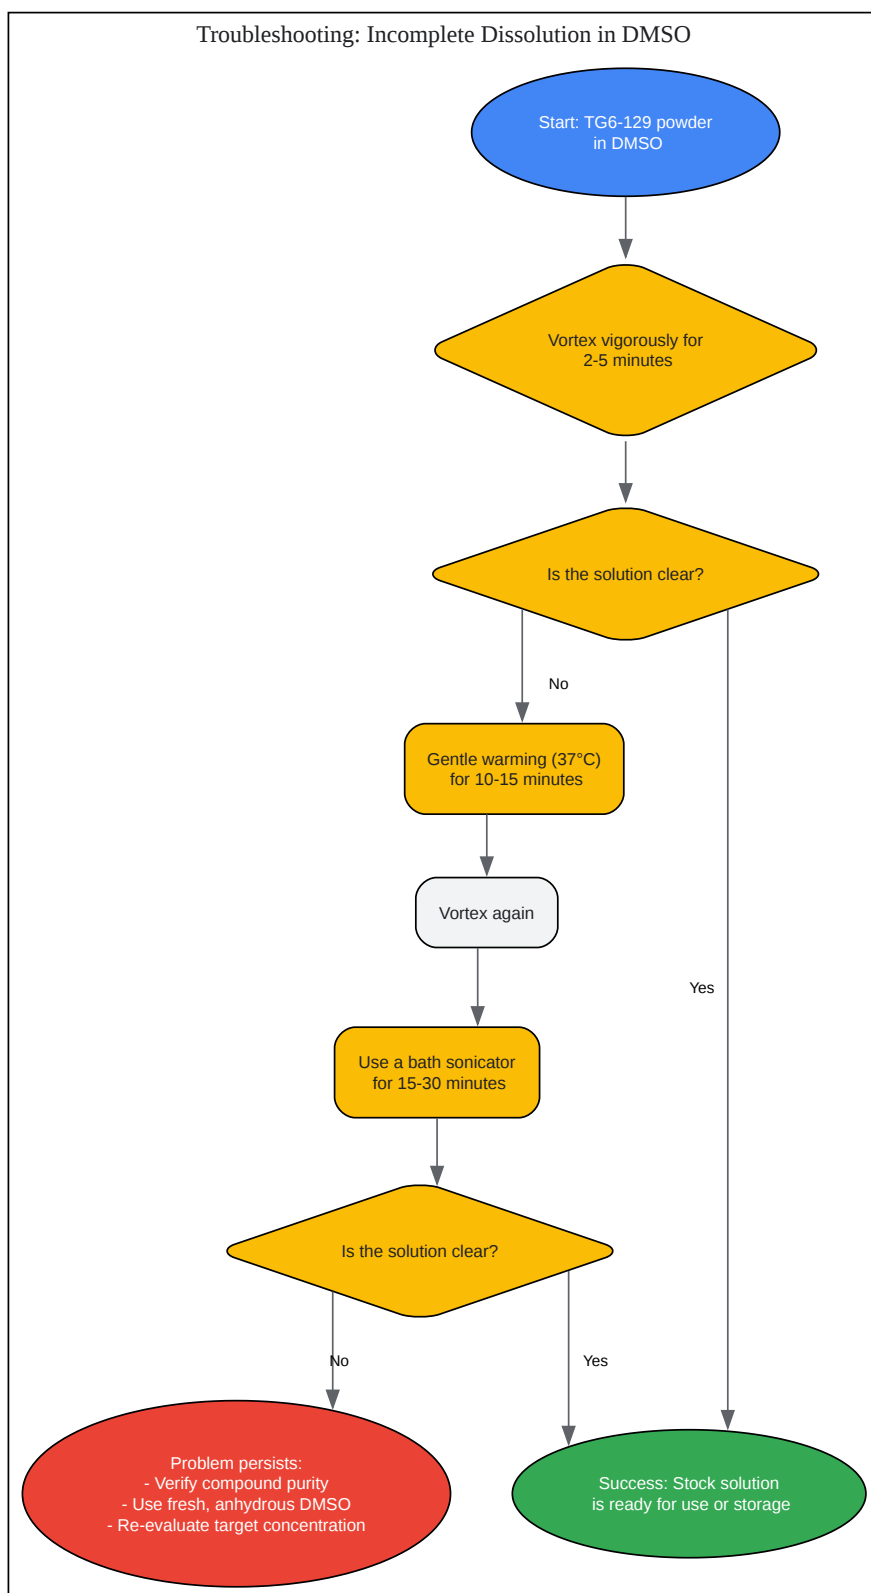 Troubleshooting: Incomplete Dissolution in DMSO
Start: TG6-129 powder
in DMSO
Vortex vigorously for
2-5 minutes
Is the solution clear?
No
Gentle warming (37°C)
for 10-15 minutes
Vortex again
Yes
Use a bath sonicator
for 15-30 minutes
Is the solution clear?
No
Yes
Problem persists:
- Verify compound purity
- Use fresh, anhydrous DMSO
- Re-evaluate target concentration
Success: Stock solution
is ready for use or storage